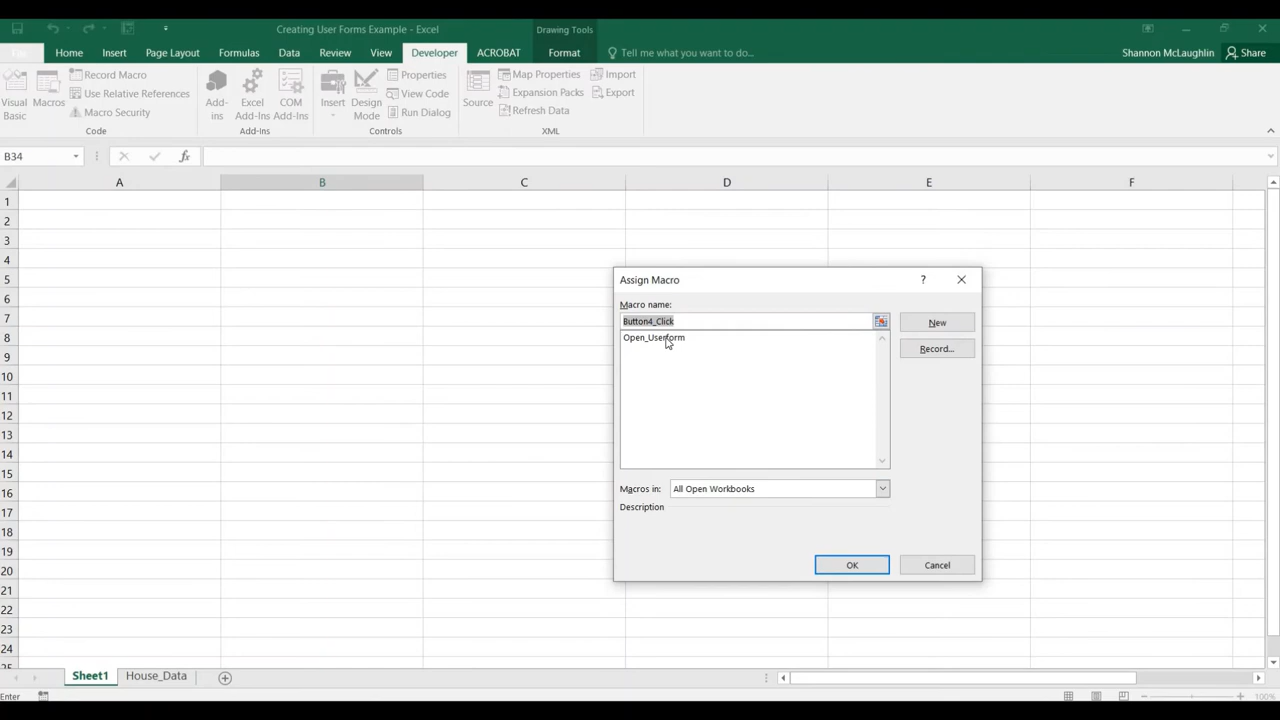 Creating User Forms Example - Excel
Drawing Tools
Home Insert Page Layout Formulas Data Review View Developer ACROBAT Format Tell me what you want to do... Shannon McLaughlin Share
Visual Basic
Macros
Record Macro
Use Relative References
Macro Security
Code
Add-ins
Excel Add-Ins
COM Add-Ins
Add-Ins
Insert
Design Mode
Properties
View Code
Run Dialog
Controls
Source
Map Properties
Expansion Packs
Refresh Data
Import
Export
XML
B34
fx
A B C D E F
1
2
3
4
5
6
7
8
9
10
11
12
13
14
15
16
17
18
19
20
21
22
23
24
25
Assign Macro
?
Macro name:
Button4_Click
New
Open_Userform
Record...
Macros in: All Open Workbooks
Description
OK Cancel
Sheet1 House_Data
Enter
100%